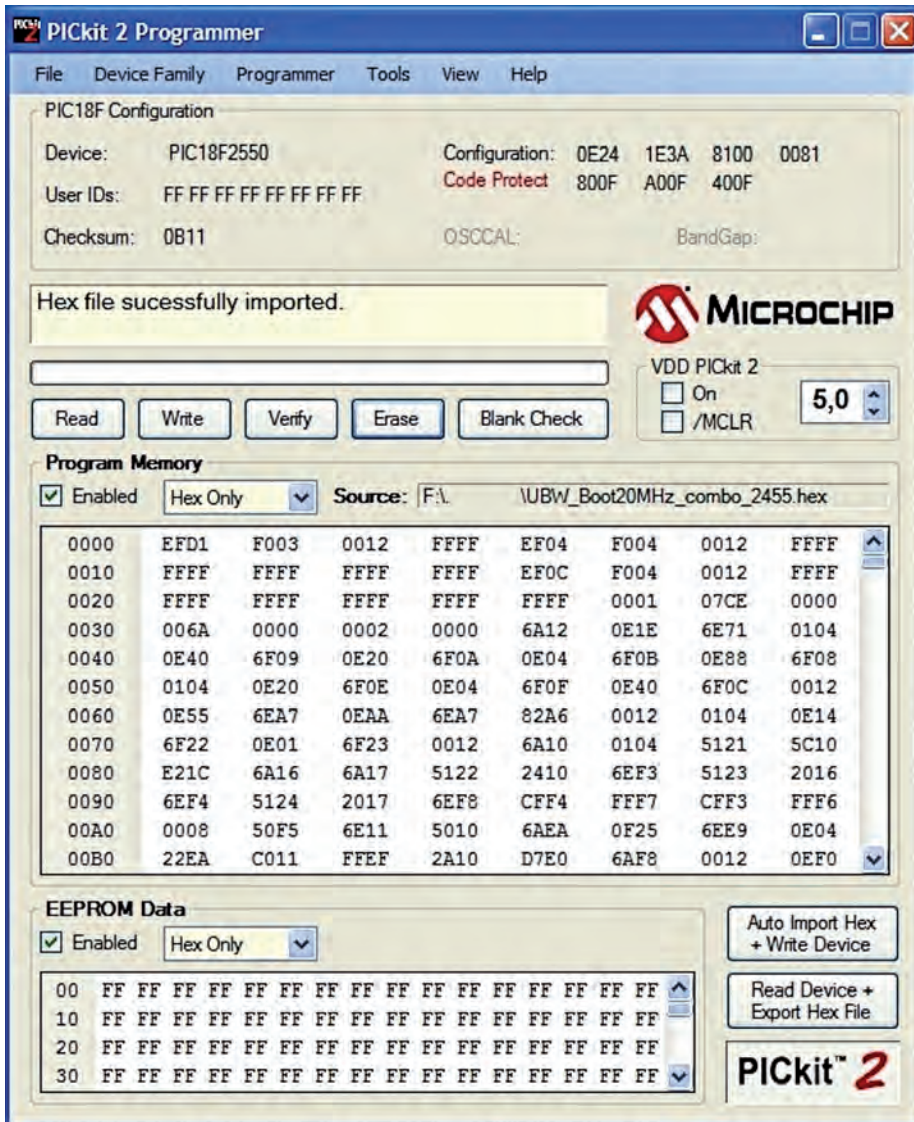 PICkit 2 Programmer
File Device Family Programmer Tools View Help
PIC18F Configuration
Device: PIC18F2550 Configuration: 0E24 1E3A 8100 0081
Code Protect 800F A00F 400F
User IDs: FF FF FF FF FF FF FF FF
Checksum: 0B11 OSCCAL: BandGap:
Hex file sucessfully imported.
MICROCHIP
VDD PICkit 2
On
/MCLR
5,0
Read Write Verify Erase Blank Check
Program Memory
Enabled Hex Only Source: F:\. \UBW_Boot20MHz_combo_2455.hex
0000 EFD1 F003 0012 FFFF EF04 F004 0012 FFFF
0010 FFFF FFFF FFFF FFFF EF0C F004 0012 FFFF
0020 FFFF FFFF FFFF FFFF FFFF 0001 07CE 0000
0030 006A 0000 0002 0000 6A12 0E1E 6E71 0104
0040 0E40 6F09 0E20 6F0A 0E04 6F0B 0E88 6F08
0050 0104 0E20 6F0E 0E04 6F0F 0E40 6F0C 0012
0060 0E55 6EA7 0EAA 6EA7 82A6 0012 0104 0E14
0070 6F22 0E01 6F23 0012 6A10 0104 5121 5C10
0080 E21C 6A16 6A17 5122 2410 6EF3 5123 2016
0090 6EF4 5124 2017 6EF8 CFF4 FFF7 CFF3 FFF6
00A0 0008 50F5 6E11 5010 6AEA 0F25 6EE9 0E04
00B0 22EA C011 FFEF 2A10 D7E0 6AF8 0012 0EF0
EEPROM Data
Enabled Hex Only
00 FF FF FF FF FF FF FF FF FF FF FF FF FF FF FF FF
10 FF FF FF FF FF FF FF FF FF FF FF FF FF FF FF FF
20 FF FF FF FF FF FF FF FF FF FF FF FF FF FF FF FF
30 FF FF FF FF FF FF FF FF FF FF FF FF FF FF FF FF
Auto Import Hex
+ Write Device
Read Device +
Export Hex File
PICkit™ 2